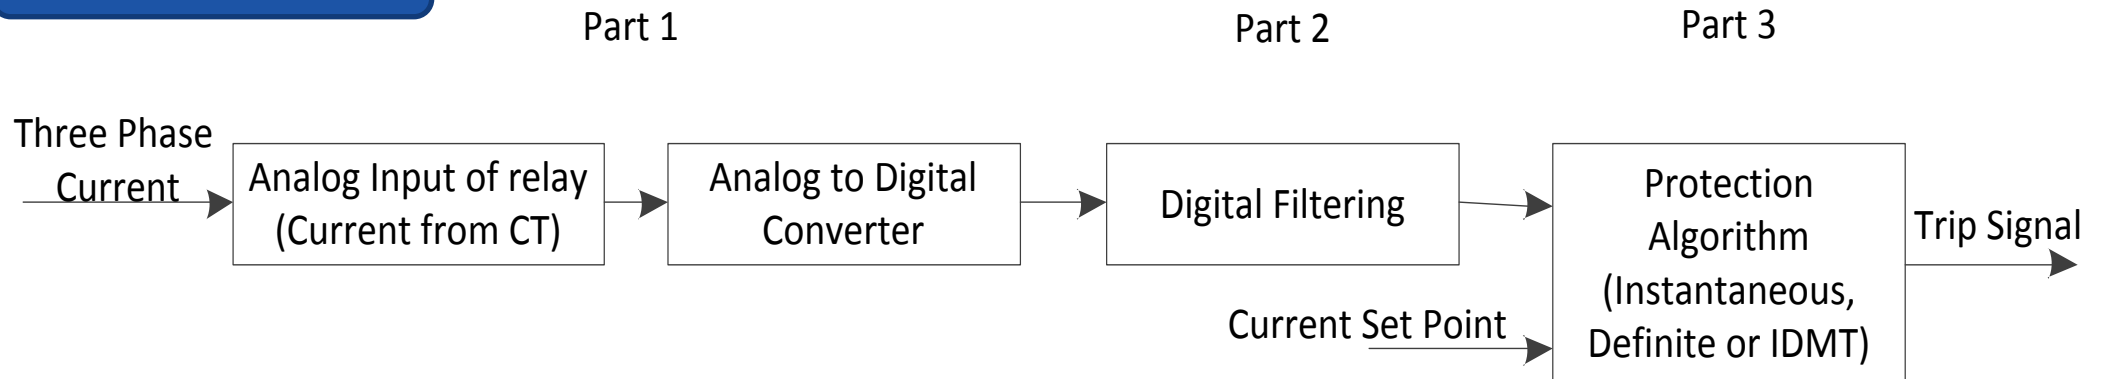 Part 1
Part 2
Part 3
Three Phase
Current
Analog Input of relay
(Current from CT)
Analog to Digital
Converter
Digital Filtering
Current Set Point
Protection
Algorithm
(Instantaneous,
Definite or IDMT)
Trip Signal